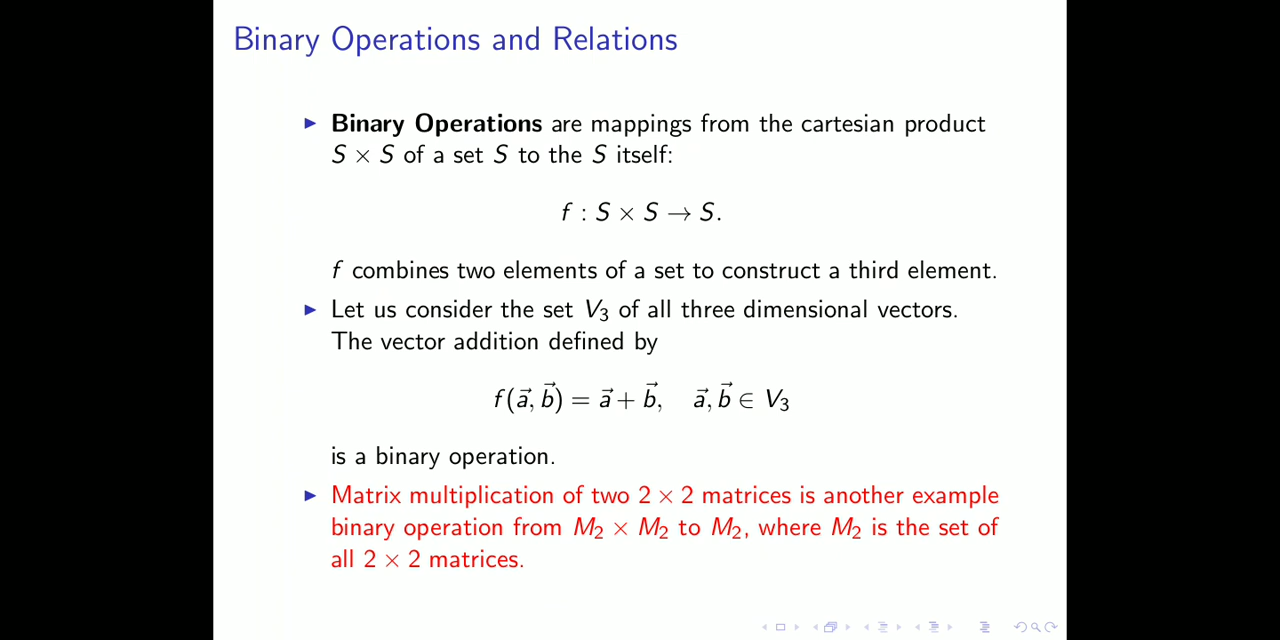 Binary Operations and Relations
▶ Binary Operations are mappings from the cartesian product
S × S of a set S to the S itself:
f : S × S → S.
f combines two elements of a set to construct a third element.
▶ Let us consider the set V₃ of all three dimensional vectors.
The vector addition defined by
f(a⃗, b⃗) = a⃗ + b⃗, a⃗, b⃗ ∈ V₃
is a binary operation.
▶ Matrix multiplication of two 2 × 2 matrices is another example
binary operation from M₂ × M₂ to M₂, where M₂ is the set of
all 2 × 2 matrices.